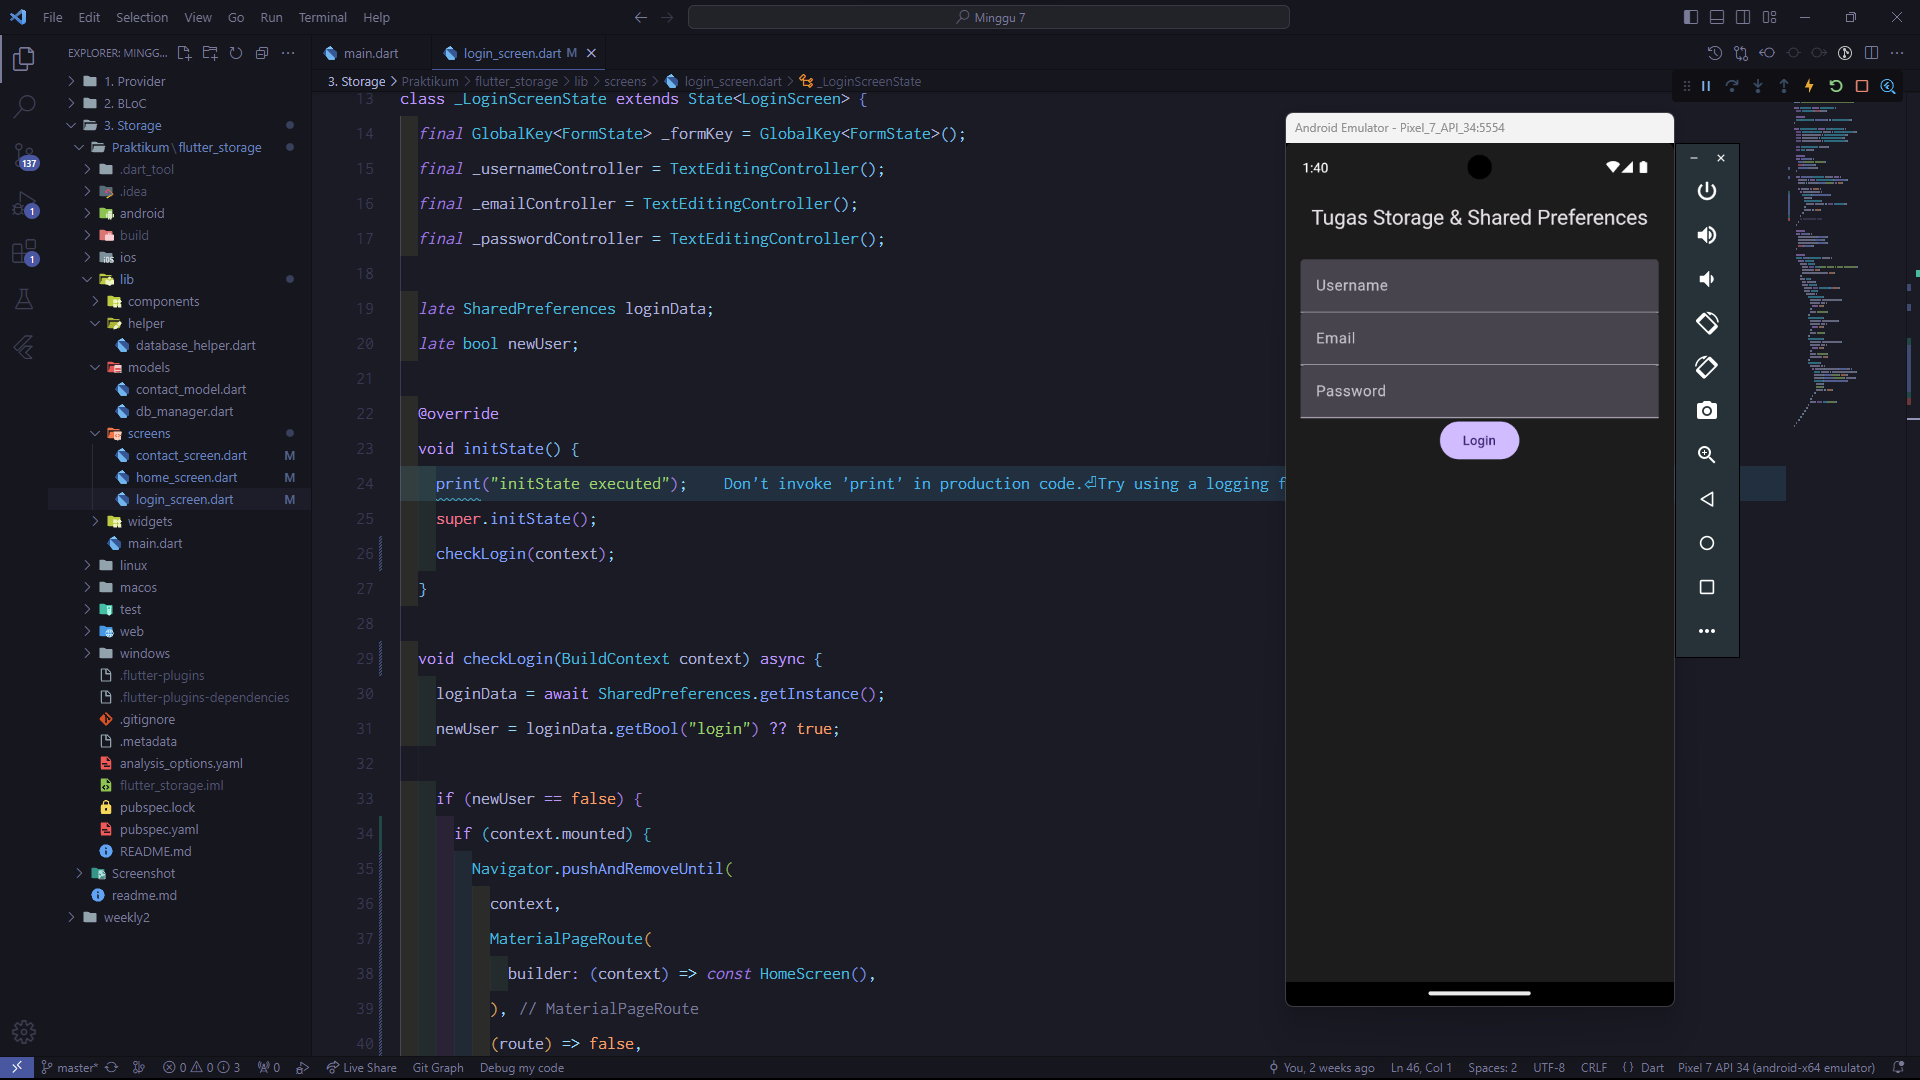 File Edit Selection View Go Run Terminal Help
Minggu 7
EXPLORER: MINGG...
1. Provider
2. BLoC
3. Storage
Praktikum \ flutter_storage
.dart_tool
.idea
android
build
ios
lib
components
helper
database_helper.dart
models
contact_model.dart
db_manager.dart
screens
contact_screen.dart M
home_screen.dart M
login_screen.dart M
widgets
main.dart
linux
macos
test
web
windows
.flutter-plugins
.flutter-plugins-dependencies
.gitignore
.metadata
analysis_options.yaml
flutter_storage.iml
pubspec.lock
pubspec.yaml
README.md
Screenshot
readme.md
weekly2
137
1
1
main.dart login_screen.dart M
3. Storage > Praktikum > flutter_storage > lib > screens > login_screen.dart > _LoginScreenState
13 class _LoginScreenState extends State<LoginScreen> {
14 final GlobalKey<FormState> _formKey = GlobalKey<FormState>();
15 final _usernameController = TextEditingController();
16 final _emailController = TextEditingController();
17 final _passwordController = TextEditingController();
18
19 late SharedPreferences loginData;
20 late bool newUser;
21
22 @override
23 void initState() {
24 print("initState executed"); Don't invoke 'print' in production code.⏎Try using a logging f
25 super.initState();
26 checkLogin(context);
27 }
28
29 void checkLogin(BuildContext context) async {
30 loginData = await SharedPreferences.getInstance();
31 newUser = loginData.getBool("login") ?? true;
32
33 if (newUser == false) {
34 if (context.mounted) {
35 Navigator.pushAndRemoveUntil(
36 context,
37 MaterialPageRoute(
38 builder: (context) => const HomeScreen(),
39 ), // MaterialPageRoute
40 (route) => false,
Android Emulator - Pixel_7_API_34:5554
1:40
Tugas Storage & Shared Preferences
Username
Email
Password
Login
master* 0 0 3 0 Live Share Git Graph Debug my code You, 2 weeks ago Ln 46, Col 1 Spaces: 2 UTF-8 CRLF { } Dart Pixel 7 API 34 (android-x64 emulator)